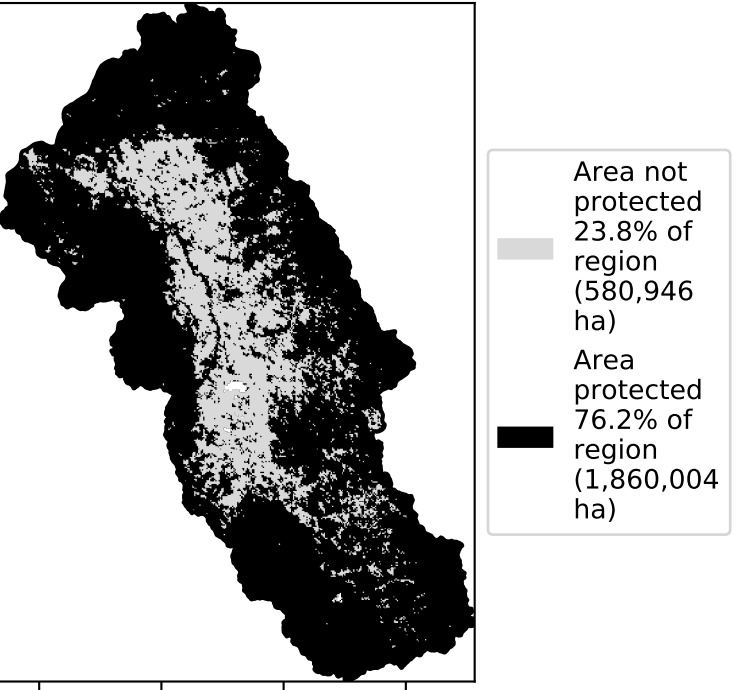 Area not
protected
23.8% of
region
(580,946
ha)
Area
protected
76.2% of
region
(1,860,004
ha)